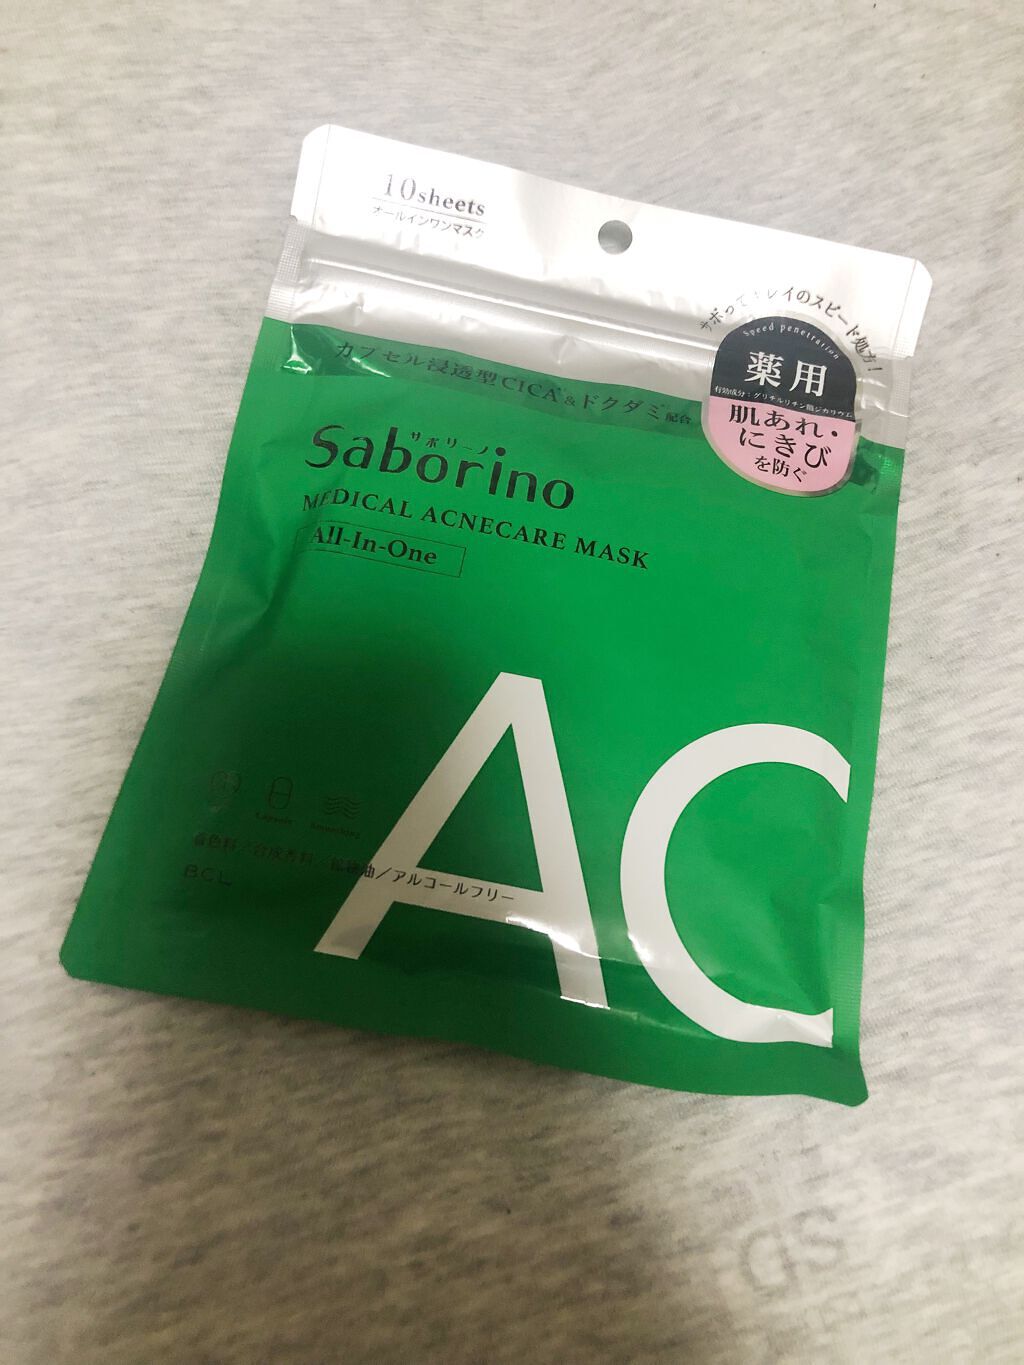 10sheets
オールインワンマスク
サボってキレイのスピード処方!
Speed penetration
薬用
有効成分:グリチルリチン酸ジカリウム
肌あれ・
にきび
を防ぐ
カプセル浸透型CICA*&ドクダミ*配合
サボリーノ
Saborino
MEDICAL ACNECARE MASK
All-In-One
AC
Capsule
Smoothing
着色料/合成香料/鉱物油/アルコールフリー
BCL